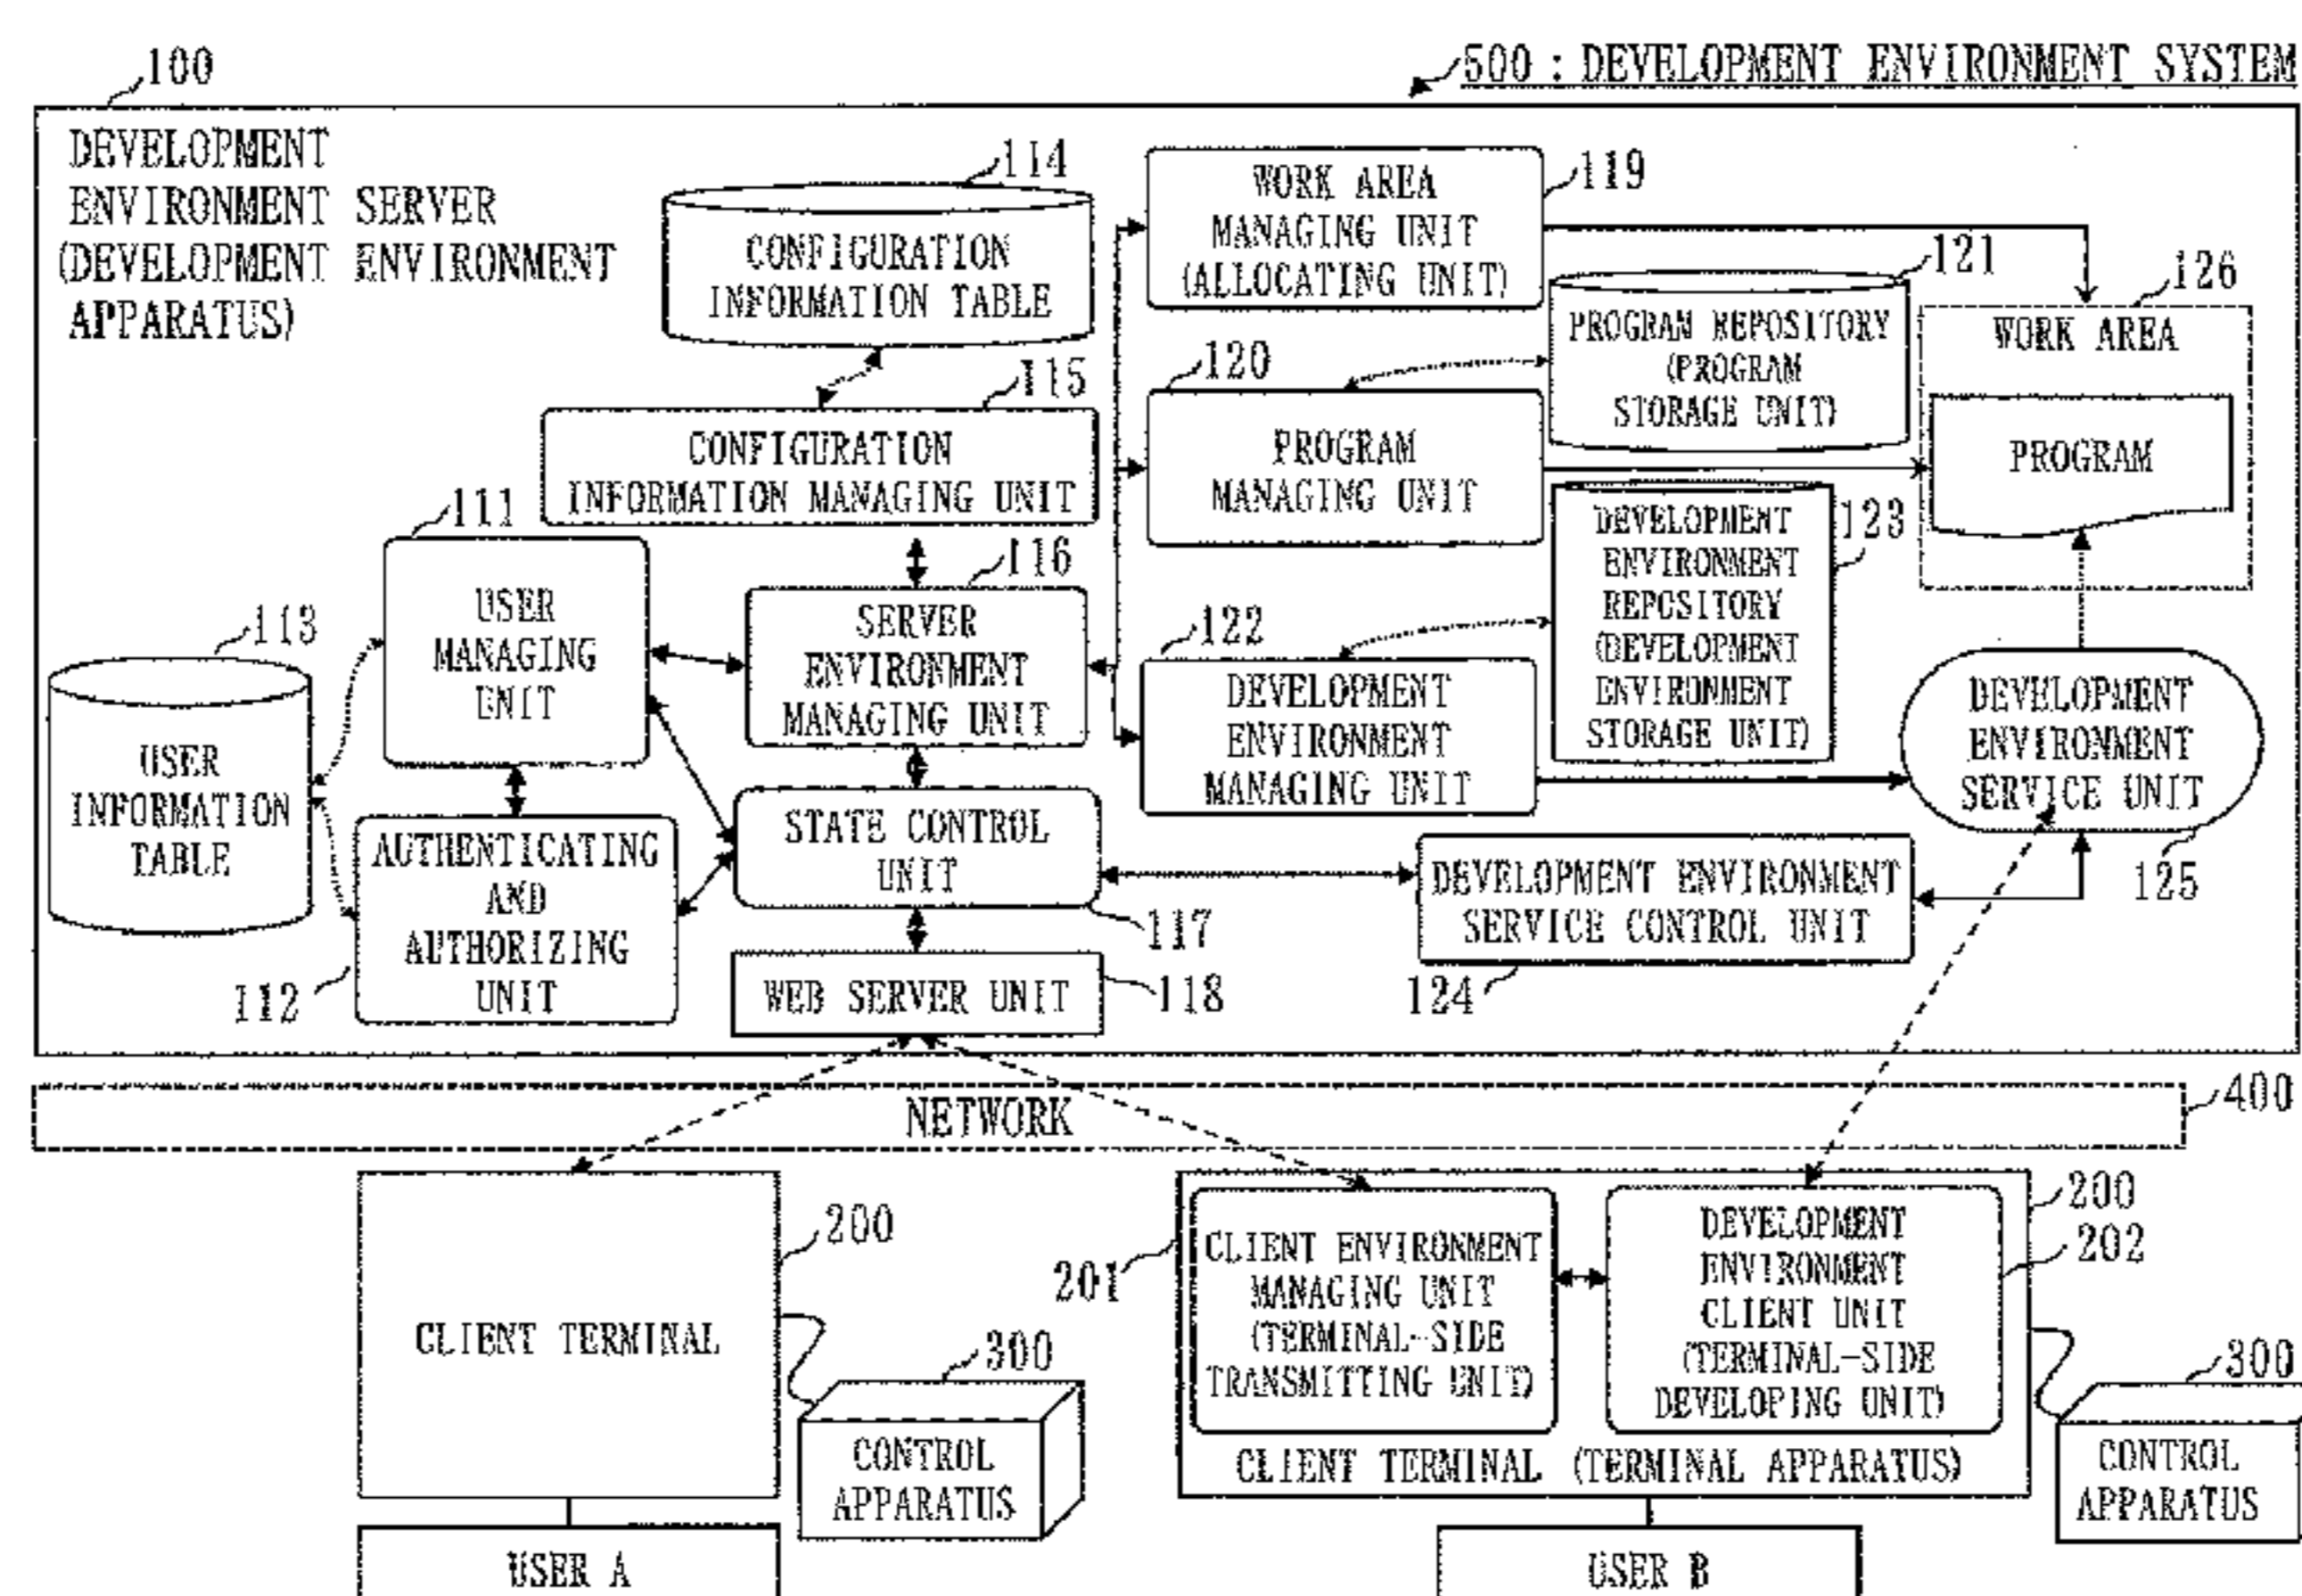 100
500 : DEVELOPMENT ENVIRONMENT SYSTEM
DEVELOPMENT
ENVIRONMENT SERVER
(DEVELOPMENT ENVIRONMENT
APPARATUS)
114
CONFIGURATION
INFORMATION TABLE
115
CONFIGURATION
INFORMATION MANAGING UNIT
119
WORK AREA
MANAGING UNIT
(ALLOCATING UNIT)
121
PROGRAM REPOSITORY
(PROGRAM
STORAGE UNIT)
126
WORK AREA
PROGRAM
120
PROGRAM
MANAGING UNIT
123
DEVELOPMENT
ENVIRONMENT
REPOSITORY
(DEVELOPMENT
ENVIRONMENT
STORAGE UNIT)
111
USER
MANAGING
UNIT
116
SERVER
ENVIRONMENT
MANAGING UNIT
122
DEVELOPMENT
ENVIRONMENT
MANAGING UNIT
DEVELOPMENT
ENVIRONMENT
SERVICE UNIT
125
113
USER
INFORMATION
TABLE
112
AUTHENTICATING
AND
AUTHORIZING
UNIT
STATE CONTROL
UNIT
117
DEVELOPMENT ENVIRONMENT
SERVICE CONTROL UNIT
124
WEB SERVER UNIT
118
NETWORK
400
CLIENT TERMINAL
200
300
CONTROL
APPARATUS
USER A
201
CLIENT ENVIRONMENT
MANAGING UNIT
(TERMINAL-SIDE
TRANSMITTING UNIT)
DEVELOPMENT
ENVIRONMENT
CLIENT UNIT
(TERMINAL-SIDE
DEVELOPING UNIT)
200
202
CLIENT TERMINAL (TERMINAL APPARATUS)
300
CONTROL
APPARATUS
USER B